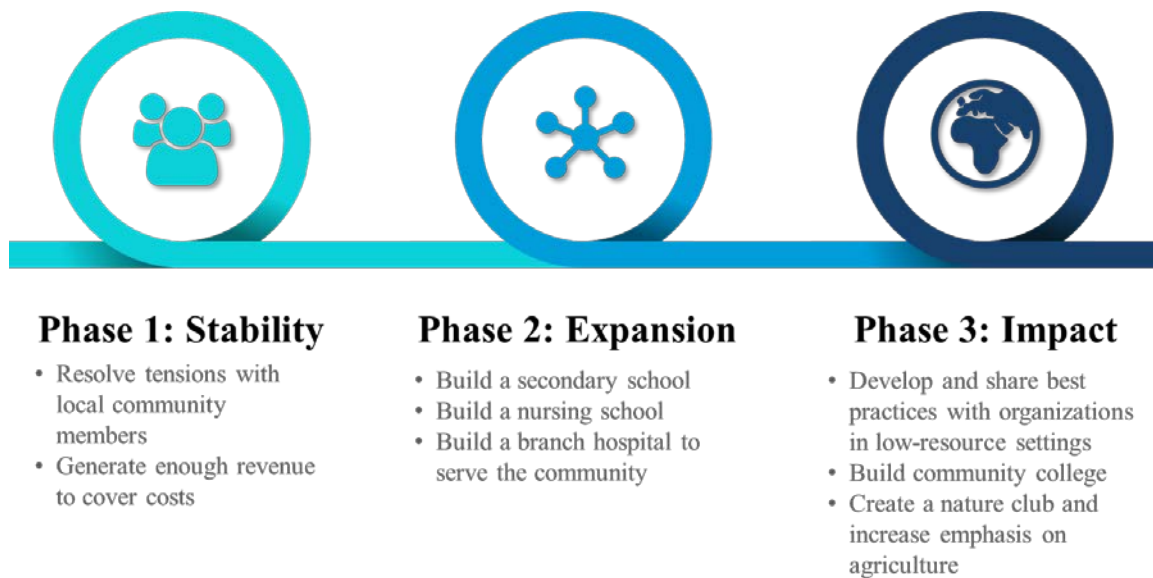 Phase 1: Stability
• Resolve tensions with
local community
members
• Generate enough revenue
to cover costs
Phase 2: Expansion
• Build a secondary school
• Build a nursing school
• Build a branch hospital to
serve the community
Phase 3: Impact
• Develop and share best
practices with organizations
in low-resource settings
• Build community college
• Create a nature club and
increase emphasis on
agriculture